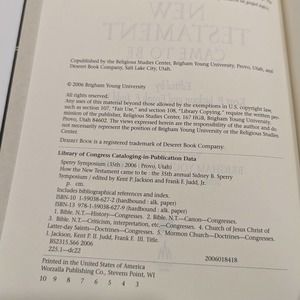 Copublished by the Religious Studies Center, Brigham Young University, Provo, Utah, and
Deseret Book Company, Salt Lake City, Utah.
© 2006 Brigham Young University
All rights reserved.
Any uses of this material beyond those allowed by the exemptions in U.S. copyright law,
such as section 107, "Fair Use," and section 108, "Library Copying," require the written per-
mission of the publisher, Religious Studies Center, 167 HGB, Brigham Young University,
Provo, Utah 84602. The views expressed herein are the responsibility of the author and do
not necessarily represent the position of Brigham Young University or the Religious Studies
Center.
DESERET BOOK is a registered trademark of Deseret Book Company.
Library of Congress Cataloging-in-Publication Data
Sperry Symposium (35th : 2006 : Provo, Utah)
How the New Testament came to be : the 35th annual Sidney B. Sperry
Symposium / edited by Kent P. Jackson and Frank F. Judd, Jr.
p. cm.
Includes bibliographical references and index.
ISBN-10 1-59038-627-2 (hardbound : alk. paper)
ISBN-13 978-1-59038-627-9 (hardbound : alk. paper)
1. Bible. N.T.—History—Congresses. 2. Bible. N.T.—Canon—Congresses.
3. Bible. N.T.—Criticism, interpretation, etc.—Congresses. 4. Church of Jesus Christ of
Latter-day Saints—Doctrines—Congresses. 5. Mormon Church—Doctrines—Congresses.
I. Jackson, Kent P. II. Judd, Frank F. III. Title.
BS2315.S66 2006
225.1—dc22 2006018418
Printed in the United States of America
Worzalla Publishing Co., Stevens Point, WI
10 9 8 7 6 5 4 3